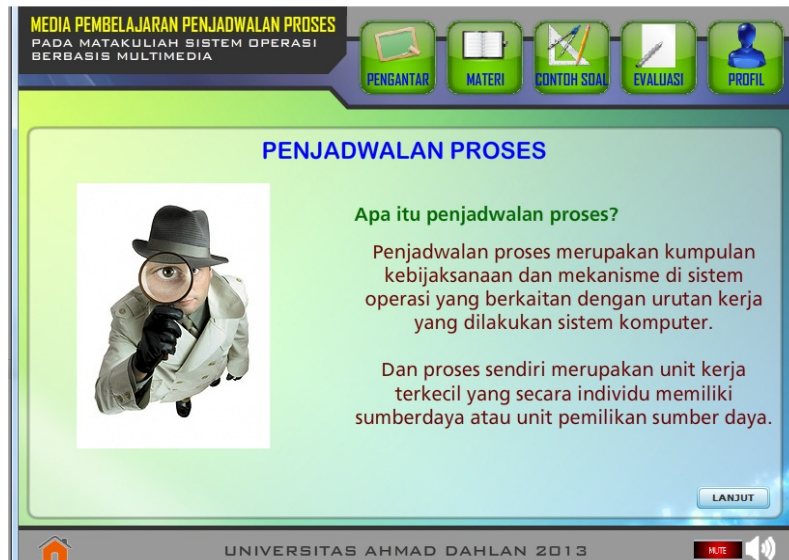 MEDIA PEMBELAJARAN PENJADWALAN PROSES
PADA MATAKULIAH SISTEM OPERASI
BERBASIS MULTIMEDIA
PENGANTAR
MATERI
CONTOH SOAL
EVALUASI
PROFIL
PENJADWALAN PROSES
Apa itu penjadwalan proses?
Penjadwalan proses merupakan kumpulan
kebijaksanaan dan mekanisme di sistem
operasi yang berkaitan dengan urutan kerja
yang dilakukan sistem komputer.
Dan proses sendiri merupakan unit kerja
terkecil yang secara individu memiliki
sumberdaya atau unit pemilikan sumber daya.
LANJUT
UNIVERSITAS AHMAD DAHLAN 2013
MUTE